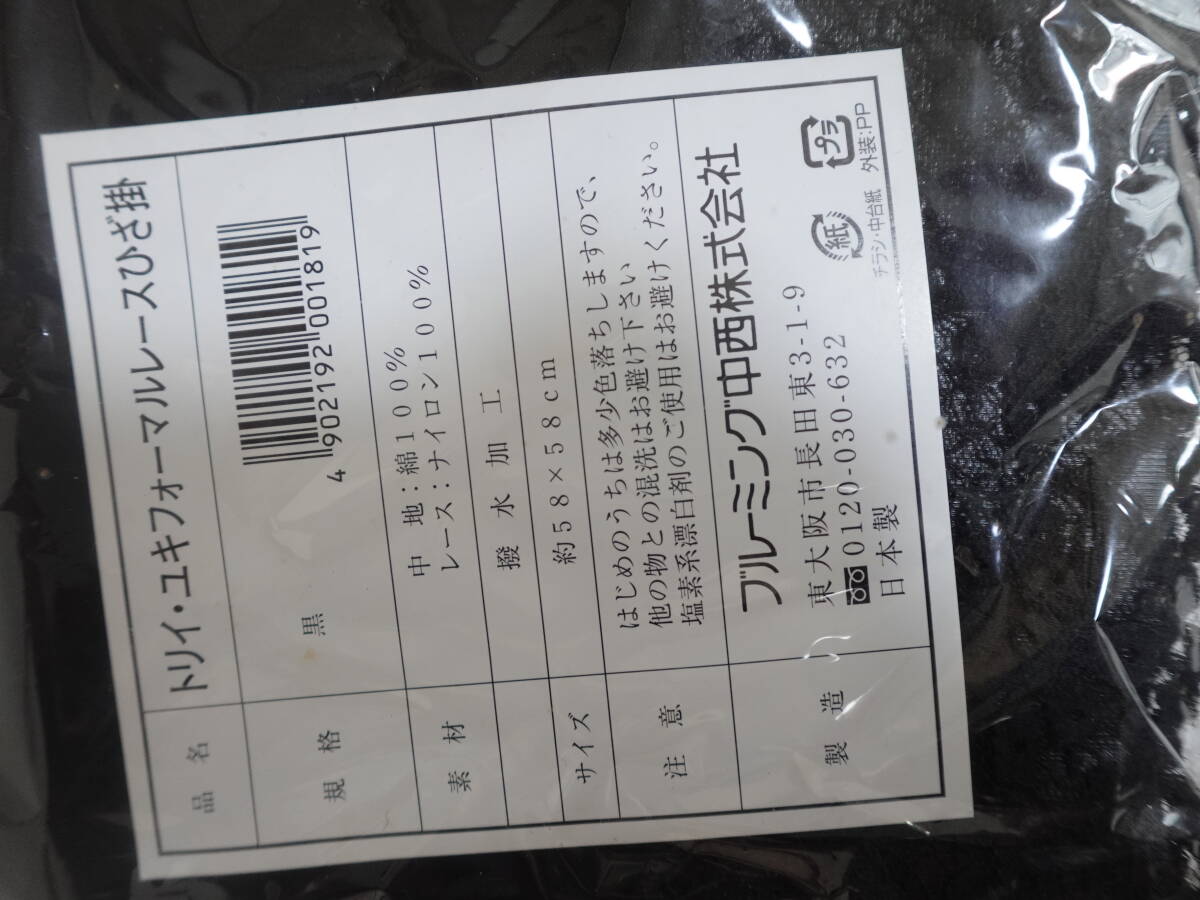 品名 トリイ・ユキフォーマルレースひざ掛
規格 黒
4 902192 001819
素材 中 地：綿１００％
レース：ナイロン１００％
撥 水 加 工
サイズ 約５８×５８ｃｍ
注意 はじめのうちは多少色落ちしますので、
他の物との混洗はお避け下さい
塩素系漂白剤のご使用はお避けください。
製造 ブルーミング中西株式会社
東大阪市長田東3-1-9
0120-030-632
日本製
紙
チラシ・中台紙
プラ
外装:PP